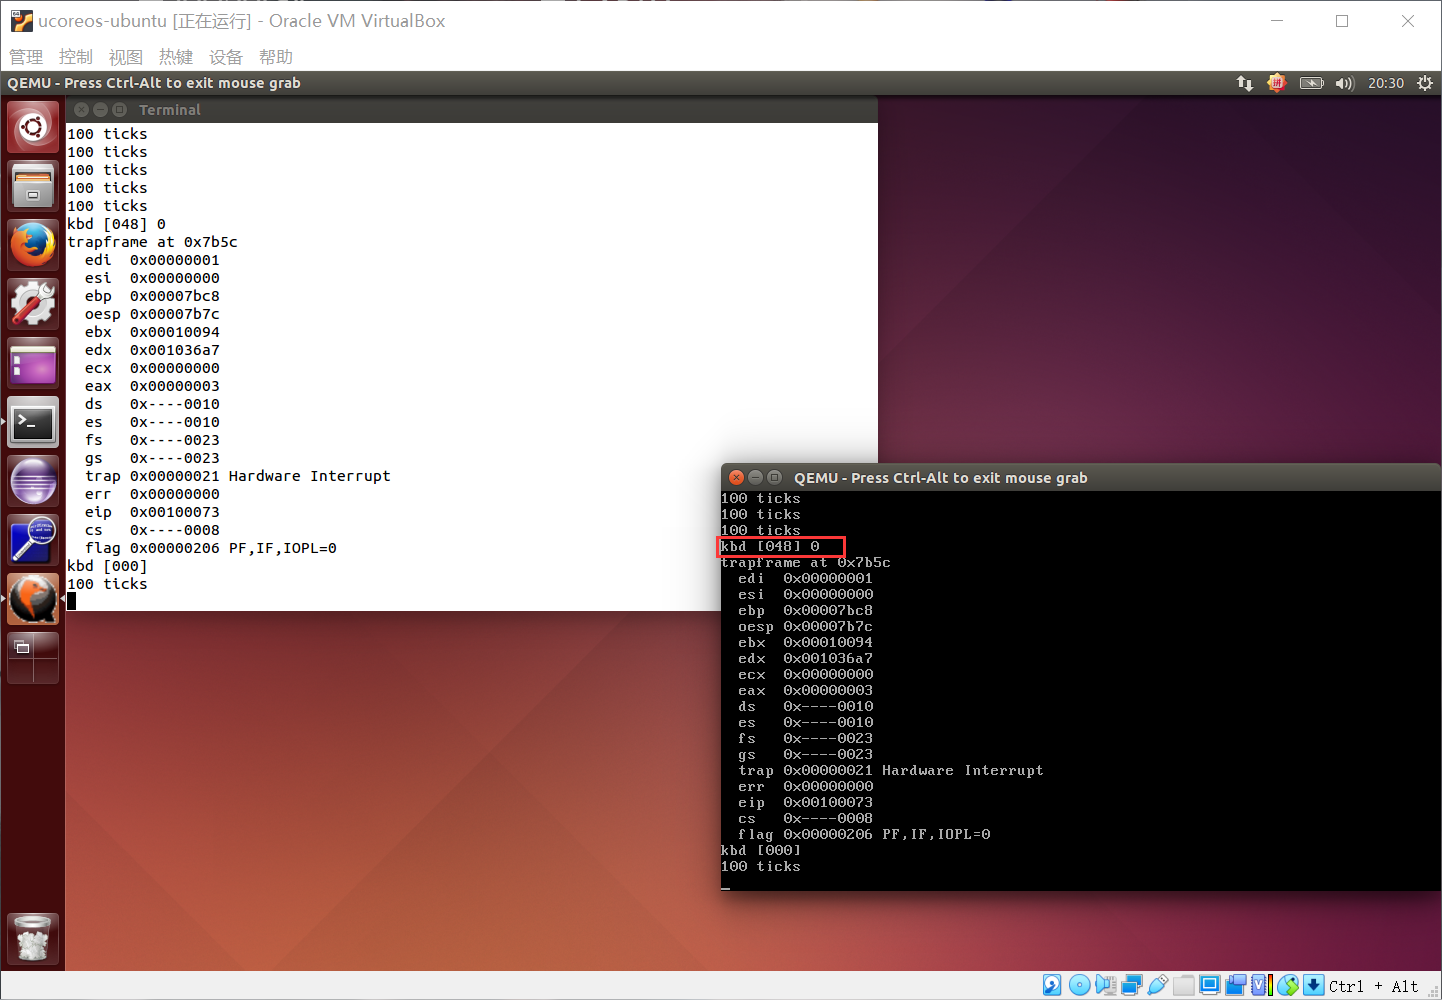 ucoreos-ubuntu [正在运行] - Oracle VM VirtualBox
管理 控制 视图 热键 设备 帮助
QEMU - Press Ctrl-Alt to exit mouse grab
20:30
Terminal
100 ticks
100 ticks
100 ticks
100 ticks
100 ticks
kbd [048] 0
trapframe at 0x7b5c
edi 0x00000001
esi 0x00000000
ebp 0x00007bc8
oesp 0x00007b7c
ebx 0x00010094
edx 0x001036a7
ecx 0x00000000
eax 0x00000003
ds 0x----0010
es 0x----0010
fs 0x----0023
gs 0x----0023
trap 0x00000021 Hardware Interrupt
err 0x00000000
eip 0x00100073
cs 0x----0008
flag 0x00000206 PF,IF,IOPL=0
kbd [000]
100 ticks
QEMU - Press Ctrl-Alt to exit mouse grab
100 ticks
100 ticks
100 ticks
kbd [048] 0
trapframe at 0x7b5c
edi 0x00000001
esi 0x00000000
ebp 0x00007bc8
oesp 0x00007b7c
ebx 0x00010094
edx 0x001036a7
ecx 0x00000000
eax 0x00000003
ds 0x----0010
es 0x----0010
fs 0x----0023
gs 0x----0023
trap 0x00000021 Hardware Interrupt
err 0x00000000
eip 0x00100073
cs 0x----0008
flag 0x00000206 PF,IF,IOPL=0
kbd [000]
100 ticks
Ctrl + Alt